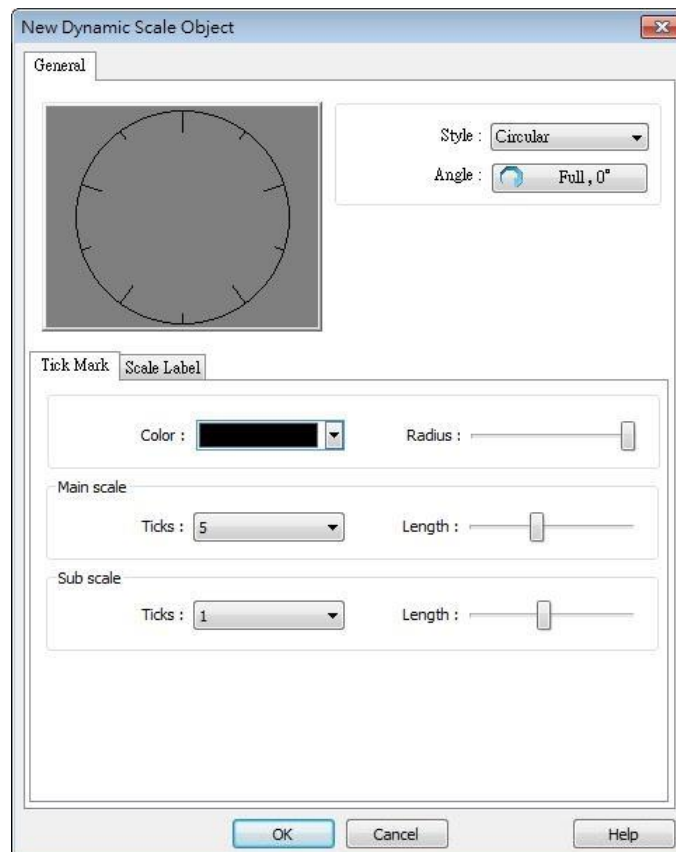 New Dynamic Scale Object
General
Style : Circular
Angle : Full , 0°
Tick Mark
Scale Label
Color :
Radius :
Main scale
Ticks : 5
Length :
Sub scale
Ticks : 1
Length :
OK
Cancel
Help